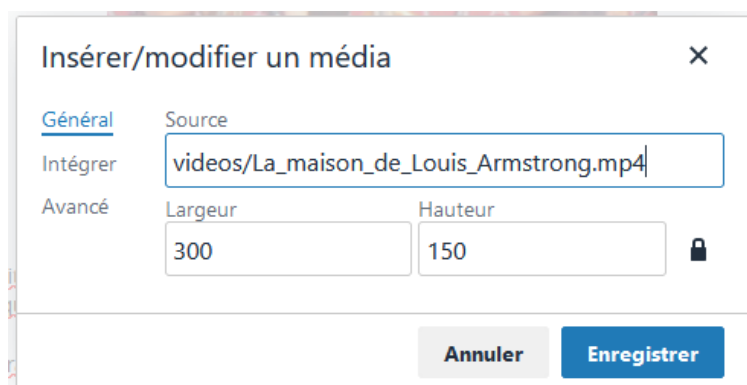 Insérer/modifier un média
Général
Source
videos/La_maison_de_Louis_Armstrong.mp4
Intégrer
Avancé
Largeur
Hauteur
300
150
Annuler
Enregistrer